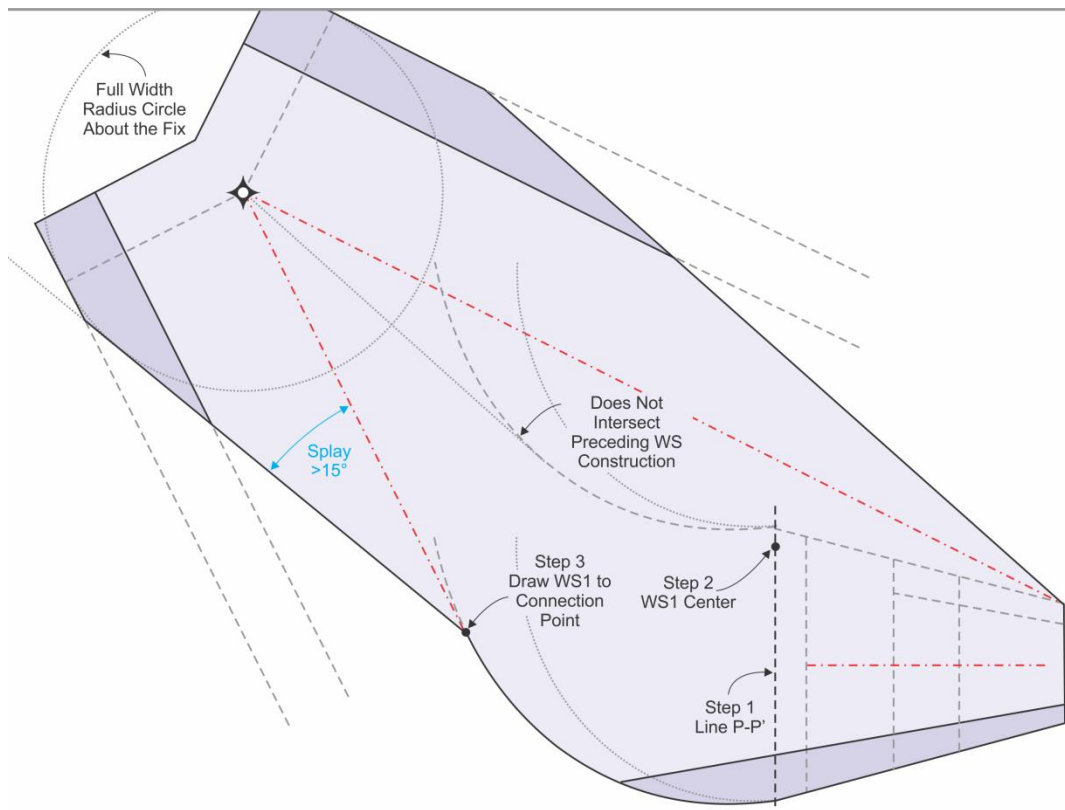 Full Width
Radius Circle
About the Fix
Does Not
Intersect
Preceding WS
Construction
Splay
>15°
Step 3
Draw WS1 to
Connection
Point
Step 2
WS1 Center
Step 1
Line P-P'